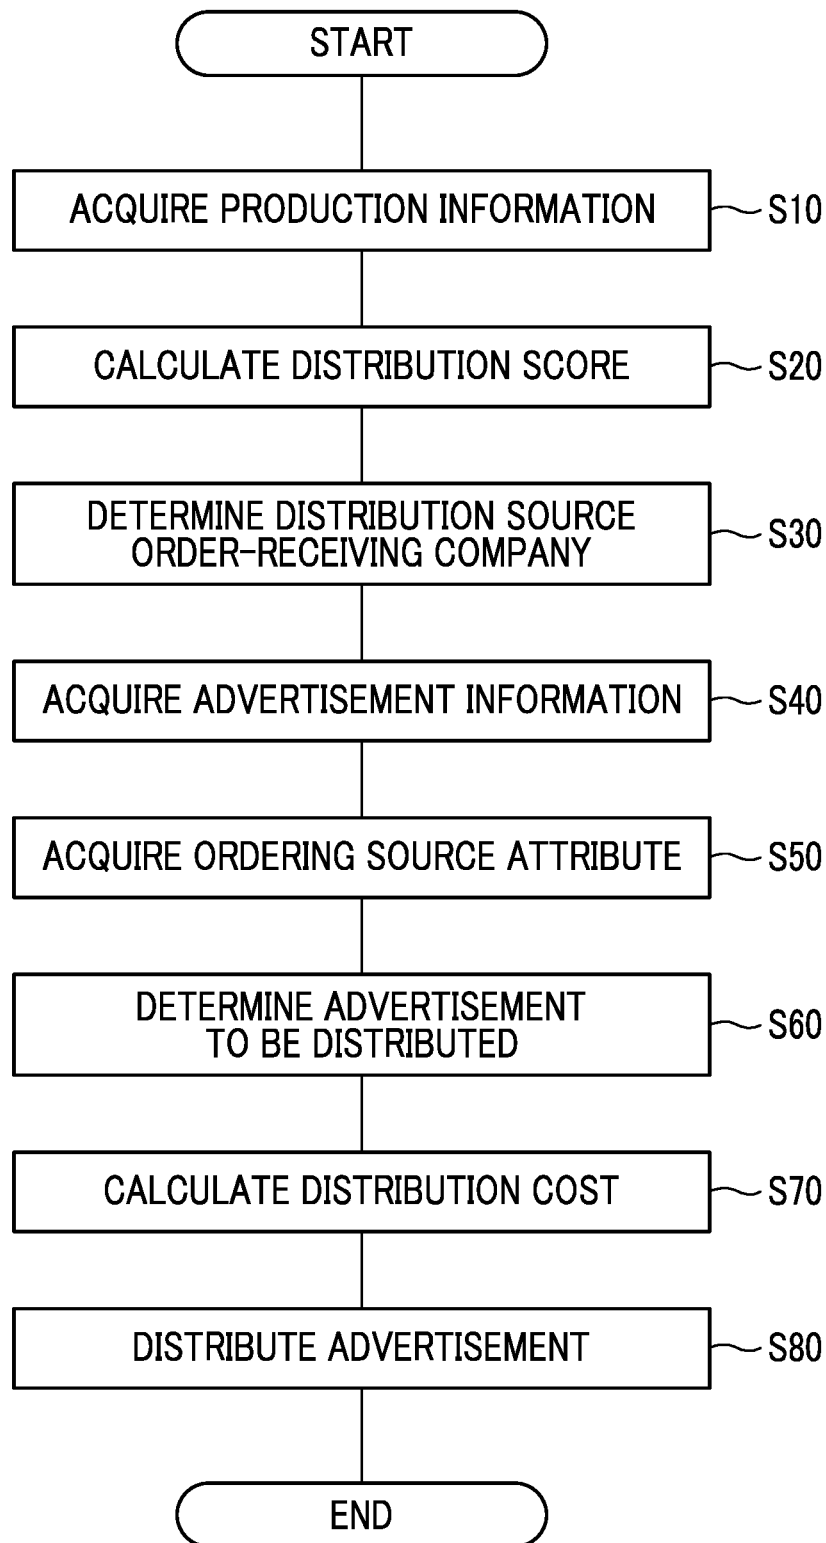 START
ACQUIRE PRODUCTION INFORMATION
S10
CALCULATE DISTRIBUTION SCORE
S20
DETERMINE DISTRIBUTION SOURCE
ORDER-RECEIVING COMPANY
S30
ACQUIRE ADVERTISEMENT INFORMATION
S40
ACQUIRE ORDERING SOURCE ATTRIBUTE
S50
DETERMINE ADVERTISEMENT
TO BE DISTRIBUTED
S60
CALCULATE DISTRIBUTION COST
S70
DISTRIBUTE ADVERTISEMENT
S80
END